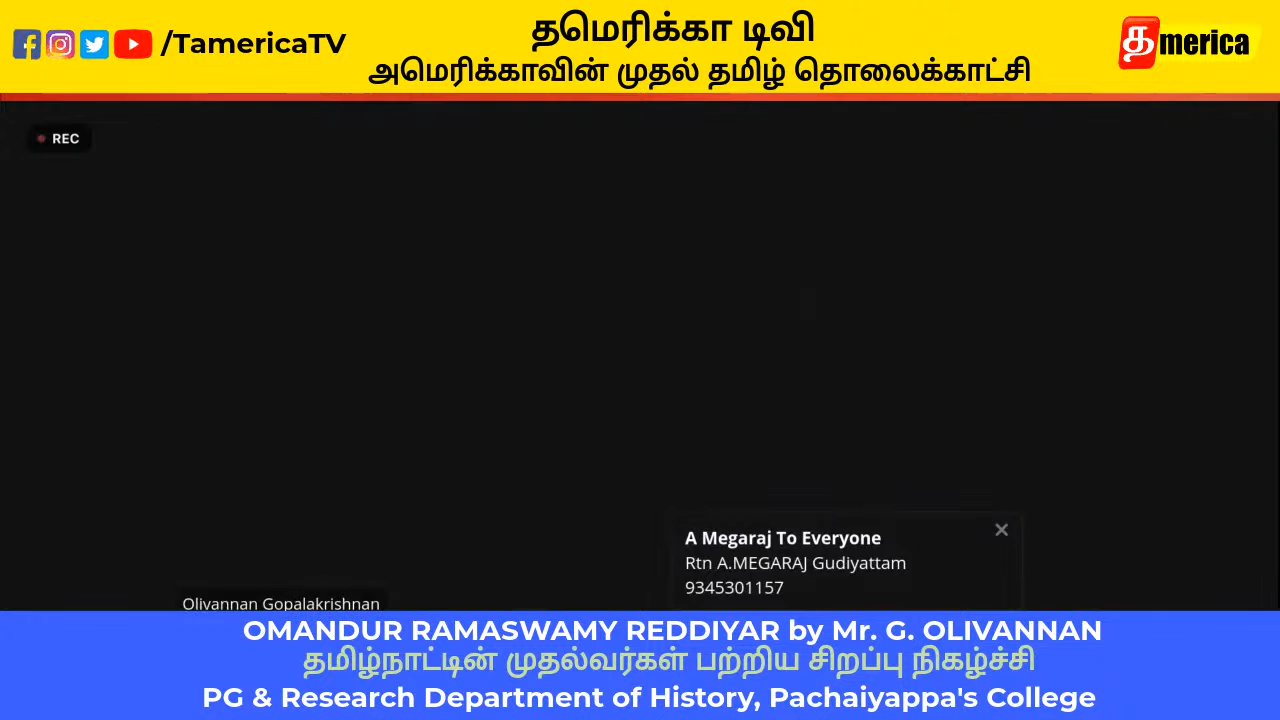 /TamericaTV
தமெரிக்கா டிவி
அமெரிக்காவின் முதல் தமிழ் தொலைக்காட்சி
தmerica
REC
A Megaraj To Everyone
Rtn A.MEGARAJ Gudiyattam
9345301157
Olivannan Gopalakrishnan
OMANDUR RAMASWAMY REDDIYAR by Mr. G. OLIVANNAN
தமிழ்நாட்டின் முதல்வர்கள் பற்றிய சிறப்பு நிகழ்ச்சி
PG & Research Department of History, Pachaiyappa's College